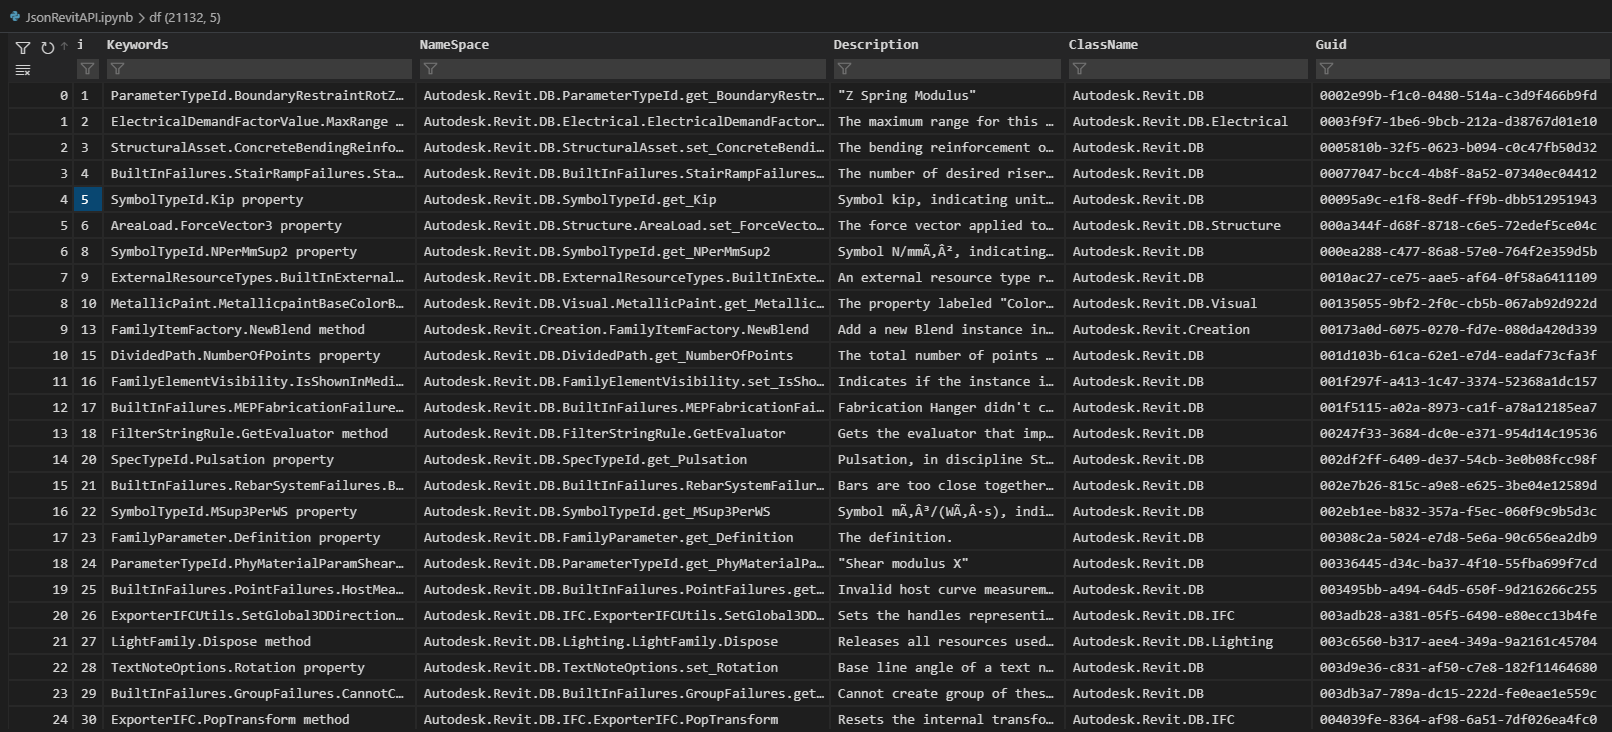 JsonRevitAPI.ipynb > df (21132, 5)
i Keywords NameSpace Description ClassName Guid
0 1 ParameterTypeId.BoundaryRestraintRotZ… Autodesk.Revit.DB.ParameterTypeId.get_BoundaryRestr… "Z Spring Modulus" Autodesk.Revit.DB 0002e99b-f1c0-0480-514a-c3d9f466b9fd
1 2 ElectricalDemandFactorValue.MaxRange … Autodesk.Revit.DB.Electrical.ElectricalDemandFactor… The maximum range for this … Autodesk.Revit.DB.Electrical 0003f9f7-1be6-9bcb-212a-d38767d01e10
2 3 StructuralAsset.ConcreteBendingReinfo… Autodesk.Revit.DB.StructuralAsset.set_ConcreteBendi… The bending reinforcement o… Autodesk.Revit.DB 0005810b-32f5-0623-b094-c0c47fb50d32
3 4 BuiltInFailures.StairRampFailures.Sta… Autodesk.Revit.DB.BuiltInFailures.StairRampFailures… The number of desired riser… Autodesk.Revit.DB 00077047-bcc4-4b8f-8a52-07340ec04412
4 5 SymbolTypeId.Kip property Autodesk.Revit.DB.SymbolTypeId.get_Kip Symbol kip, indicating unit… Autodesk.Revit.DB 00095a9c-e1f8-8edf-ff9b-dbb512951943
5 6 AreaLoad.ForceVector3 property Autodesk.Revit.DB.Structure.AreaLoad.set_ForceVecto… The force vector applied to… Autodesk.Revit.DB.Structure 000a344f-d68f-8718-c6e5-72edef5ce04c
6 8 SymbolTypeId.NPerMmSup2 property Autodesk.Revit.DB.SymbolTypeId.get_NPerMmSup2 Symbol N/mmÃ‚Â², indicating… Autodesk.Revit.DB 000ea288-c477-86a8-57e0-764f2e359d5b
7 9 ExternalResourceTypes.BuiltInExternal… Autodesk.Revit.DB.ExternalResourceTypes.BuiltInExte… An external resource type r… Autodesk.Revit.DB 0010ac27-ce75-aae5-af64-0f58a6411109
8 10 MetallicPaint.MetallicpaintBaseColorB… Autodesk.Revit.DB.Visual.MetallicPaint.get_Metallic… The property labeled "Color… Autodesk.Revit.DB.Visual 00135055-9bf2-2f0c-cb5b-067ab92d922d
9 13 FamilyItemFactory.NewBlend method Autodesk.Revit.Creation.FamilyItemFactory.NewBlend Add a new Blend instance in… Autodesk.Revit.Creation 00173a0d-6075-0270-fd7e-080da420d339
10 15 DividedPath.NumberOfPoints property Autodesk.Revit.DB.DividedPath.get_NumberOfPoints The total number of points … Autodesk.Revit.DB 001d103b-61ca-62e1-e7d4-eadaf73cfa3f
11 16 FamilyElementVisibility.IsShownInMedi… Autodesk.Revit.DB.FamilyElementVisibility.set_IsSho… Indicates if the instance i… Autodesk.Revit.DB 001f297f-a413-1c47-3374-52368a1dc157
12 17 BuiltInFailures.MEPFabricationFailure… Autodesk.Revit.DB.BuiltInFailures.MEPFabricationFai… Fabrication Hanger didn't c… Autodesk.Revit.DB 001f5115-a02a-8973-ca1f-a78a12185ea7
13 18 FilterStringRule.GetEvaluator method Autodesk.Revit.DB.FilterStringRule.GetEvaluator Gets the evaluator that imp… Autodesk.Revit.DB 00247f33-3684-dc0e-e371-954d14c19536
14 20 SpecTypeId.Pulsation property Autodesk.Revit.DB.SpecTypeId.get_Pulsation Pulsation, in discipline St… Autodesk.Revit.DB 002df2ff-6409-de37-54cb-3e0b08fcc98f
15 21 BuiltInFailures.RebarSystemFailures.B… Autodesk.Revit.DB.BuiltInFailures.RebarSystemFailur… Bars are too close together… Autodesk.Revit.DB 002e7b26-815c-a9e8-e625-3be04e12589d
16 22 SymbolTypeId.MSup3PerWS property Autodesk.Revit.DB.SymbolTypeId.get_MSup3PerWS Symbol mÃ‚Â³/(WÃ‚Â·s), indi… Autodesk.Revit.DB 002eb1ee-b832-357a-f5ec-060f9c9b5d3c
17 23 FamilyParameter.Definition property Autodesk.Revit.DB.FamilyParameter.get_Definition The definition. Autodesk.Revit.DB 00308c2a-5024-e7d8-5e6a-90c656ea2db9
18 24 ParameterTypeId.PhyMaterialParamShear… Autodesk.Revit.DB.ParameterTypeId.get_PhyMaterialPa… "Shear modulus X" Autodesk.Revit.DB 00336445-d34c-ba37-4f10-55fba699f7cd
19 25 BuiltInFailures.PointFailures.HostMea… Autodesk.Revit.DB.BuiltInFailures.PointFailures.get… Invalid host curve measurem… Autodesk.Revit.DB 003495bb-a494-64d5-650f-9d216266c255
20 26 ExporterIFCUtils.SetGlobal3DDirection… Autodesk.Revit.DB.IFC.ExporterIFCUtils.SetGlobal3DD… Sets the handles representi… Autodesk.Revit.DB.IFC 003adb28-a381-05f5-6490-e80ecc13b4fe
21 27 LightFamily.Dispose method Autodesk.Revit.DB.Lighting.LightFamily.Dispose Releases all resources used… Autodesk.Revit.DB.Lighting 003c6560-b317-aee4-349a-9a2161c45704
22 28 TextNoteOptions.Rotation property Autodesk.Revit.DB.TextNoteOptions.set_Rotation Base line angle of a text n… Autodesk.Revit.DB 003d9e36-c831-af50-c7e8-182f11464680
23 29 BuiltInFailures.GroupFailures.CannotC… Autodesk.Revit.DB.BuiltInFailures.GroupFailures.get… Cannot create group of thes… Autodesk.Revit.DB 003db3a7-789a-dc15-222d-fe0eae1e559c
24 30 ExporterIFC.PopTransform method Autodesk.Revit.DB.IFC.ExporterIFC.PopTransform Resets the internal transfo… Autodesk.Revit.DB.IFC 004039fe-8364-af98-6a51-7df026ea4fc0